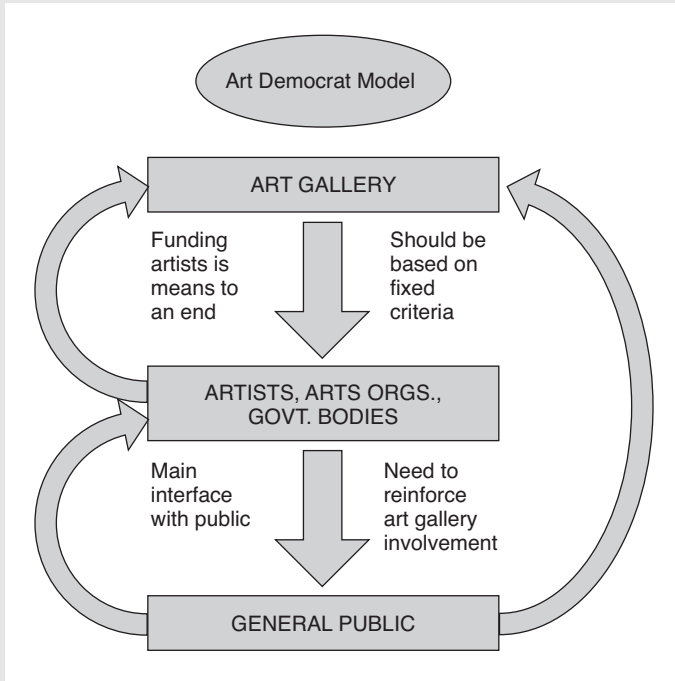 Art Democrat Model
ART GALLERY
Funding
artists is
means to
an end
Should be
based on
fixed
criteria
ARTISTS, ARTS ORGS.,
GOVT. BODIES
Main
interface
with public
Need to
reinforce
art gallery
involvement
GENERAL PUBLIC